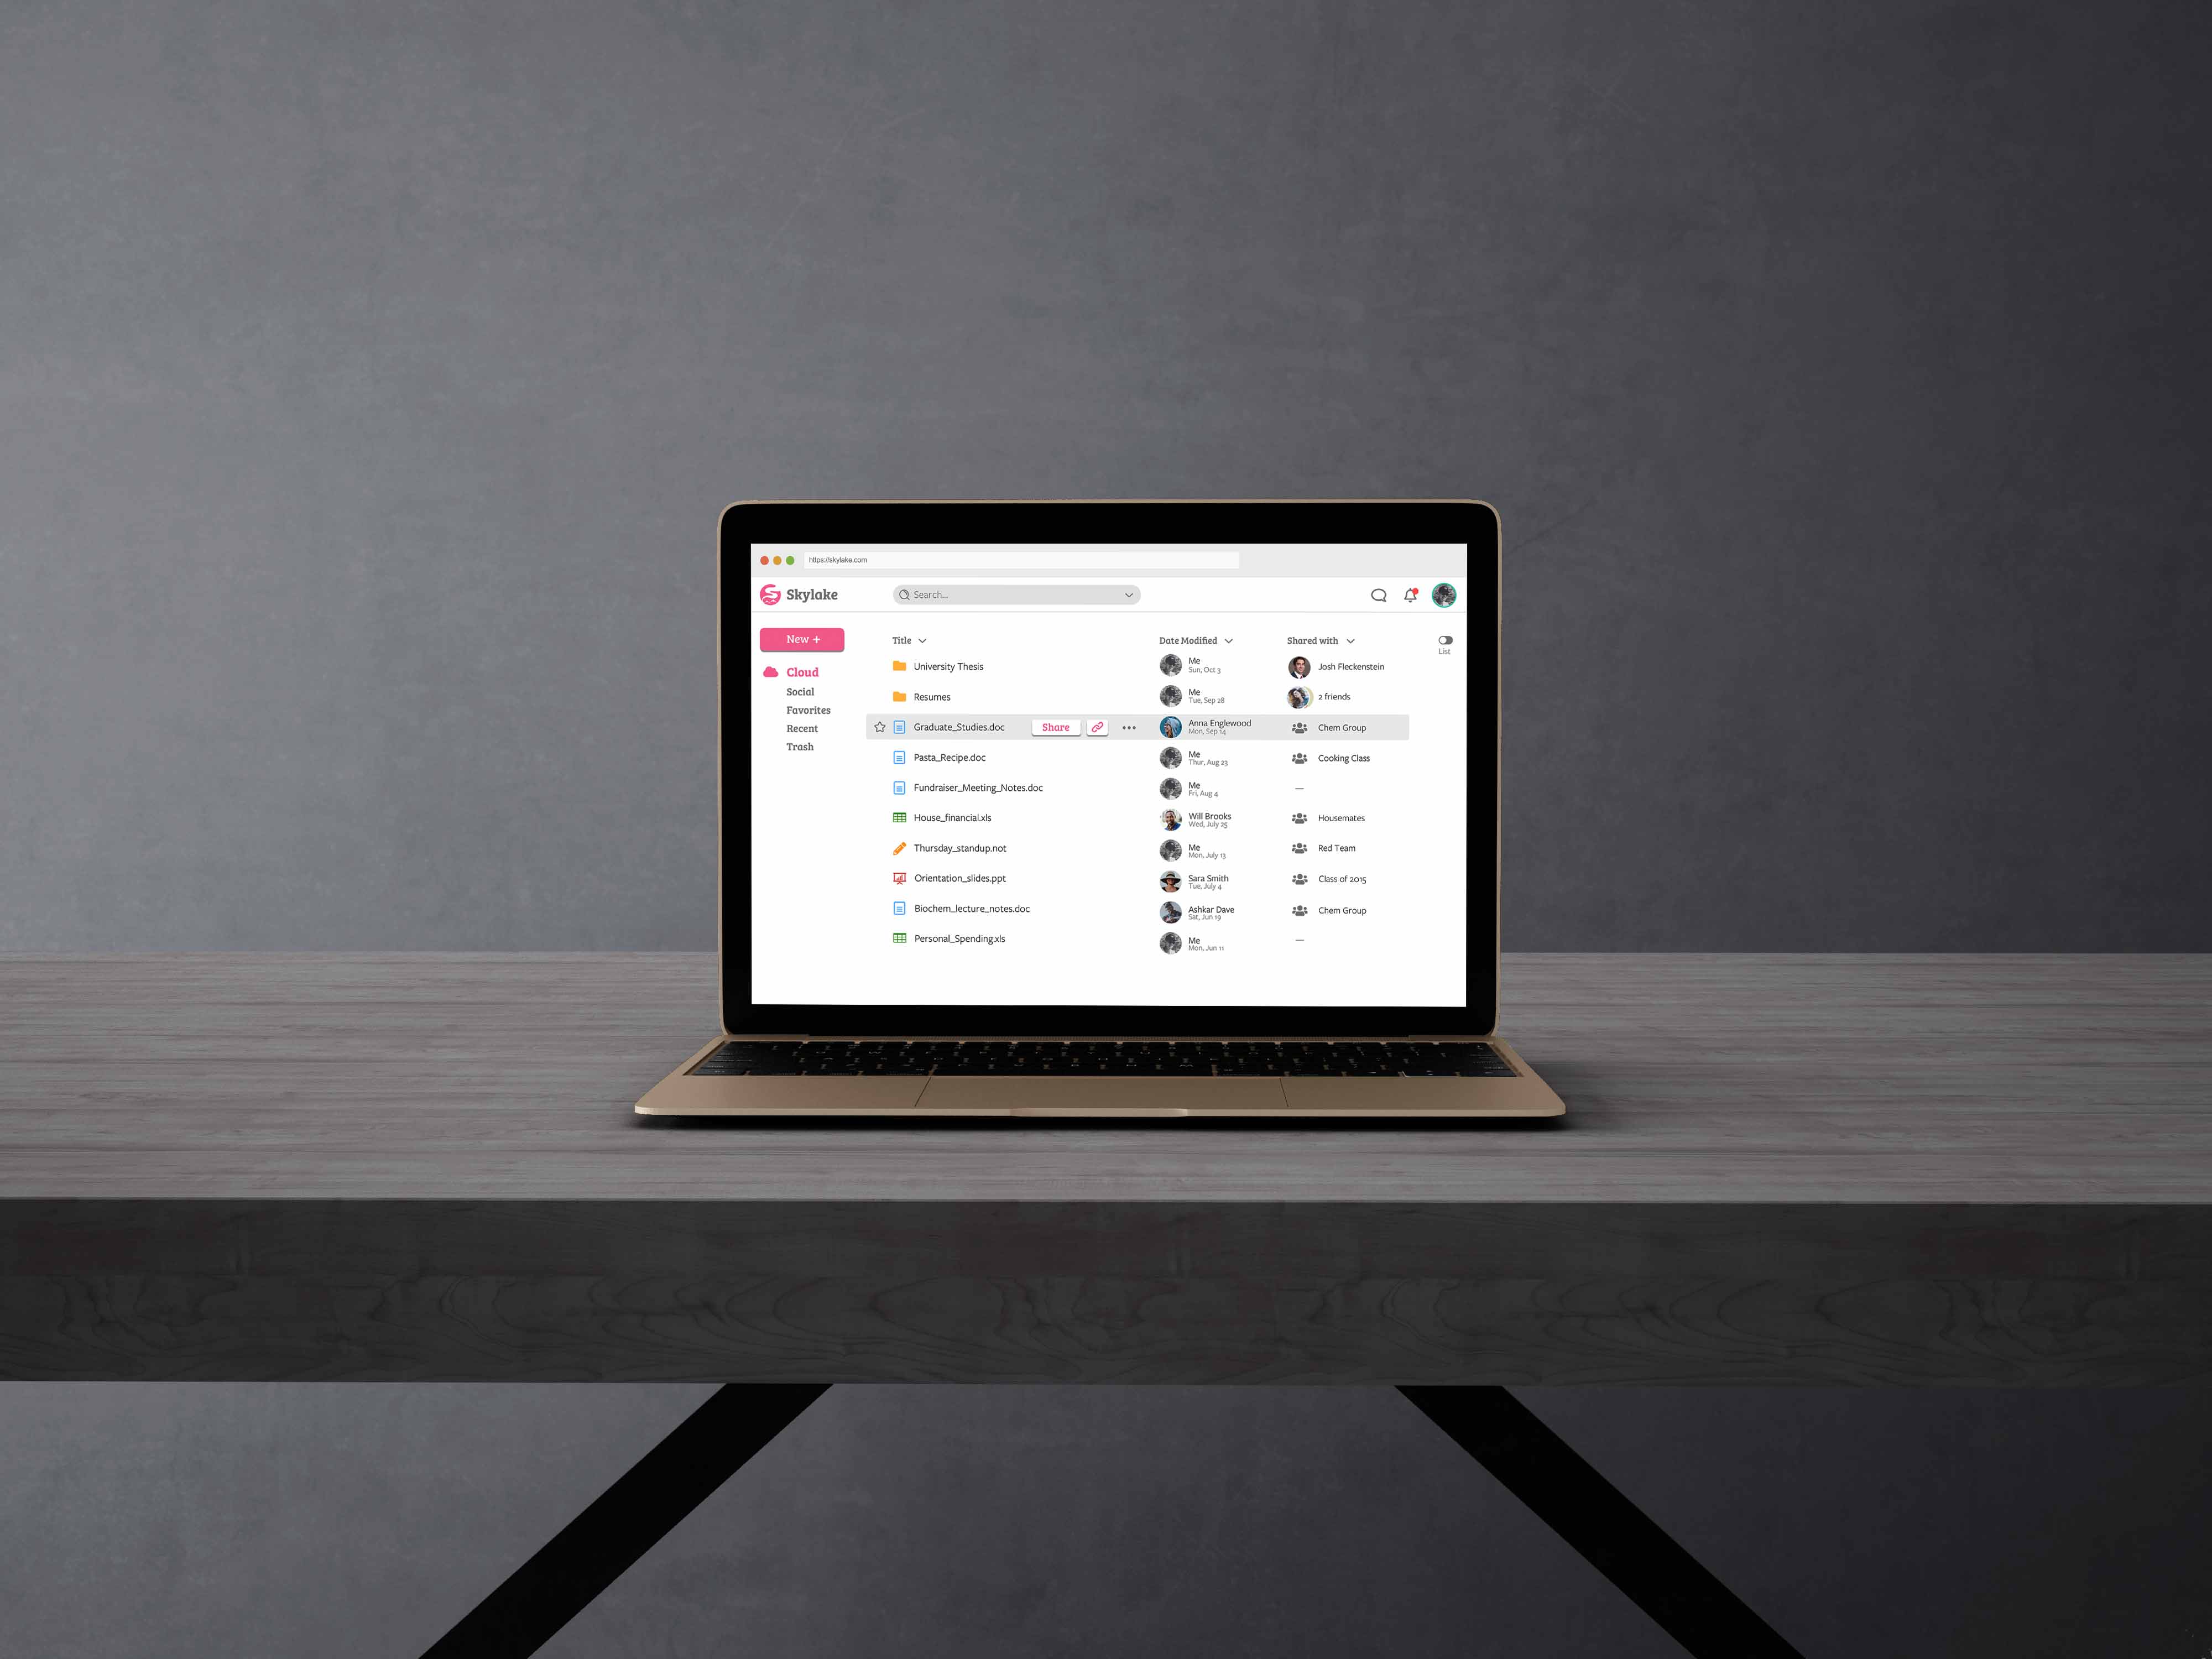 https://skylake.com
Skylake
Search...
New +
Cloud
Social
Favorites
Recent
Trash
Title Date Modified Shared with
List
University Thesis Me Josh Fleckenstein
Sun, Oct 3
Resumes Me 2 friends
Tue, Sep 28
Graduate_Studies.doc Share Anna Englewood Chem Group
Mon, Sep 14
Pasta_Recipe.doc Me Cooking Class
Thur, Aug 23
Fundraiser_Meeting_Notes.doc Me —
Fri, Aug 4
House_financial.xls Will Brooks Housemates
Wed, July 25
Thursday_standup.not Me Red Team
Mon, July 13
Orientation_slides.ppt Sara Smith Class of 2015
Tue, July 4
Biochem_lecture_notes.doc Ashkar Dave Chem Group
Sat, Jun 19
Personal_Spending.xls Me —
Mon, Jun 11